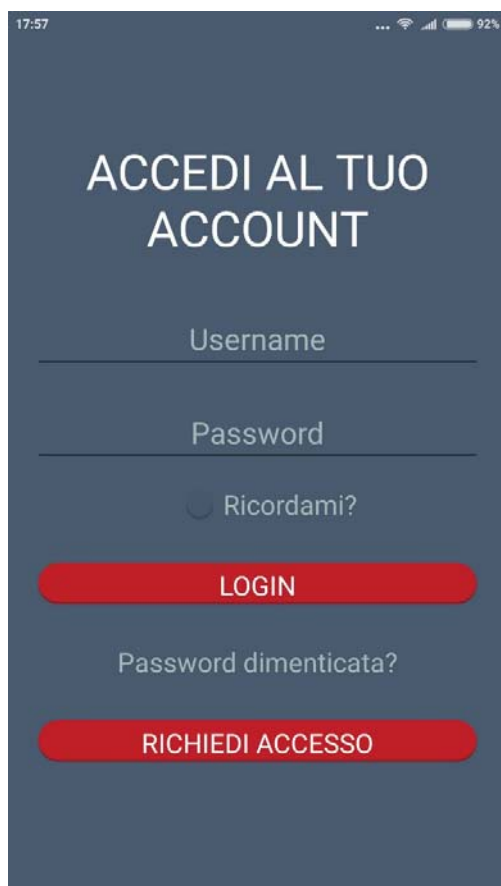 17:57
... 92%
ACCEDI AL TUO
ACCOUNT
Username
Password
Ricordami?
LOGIN
Password dimenticata?
RICHIEDI ACCESSO